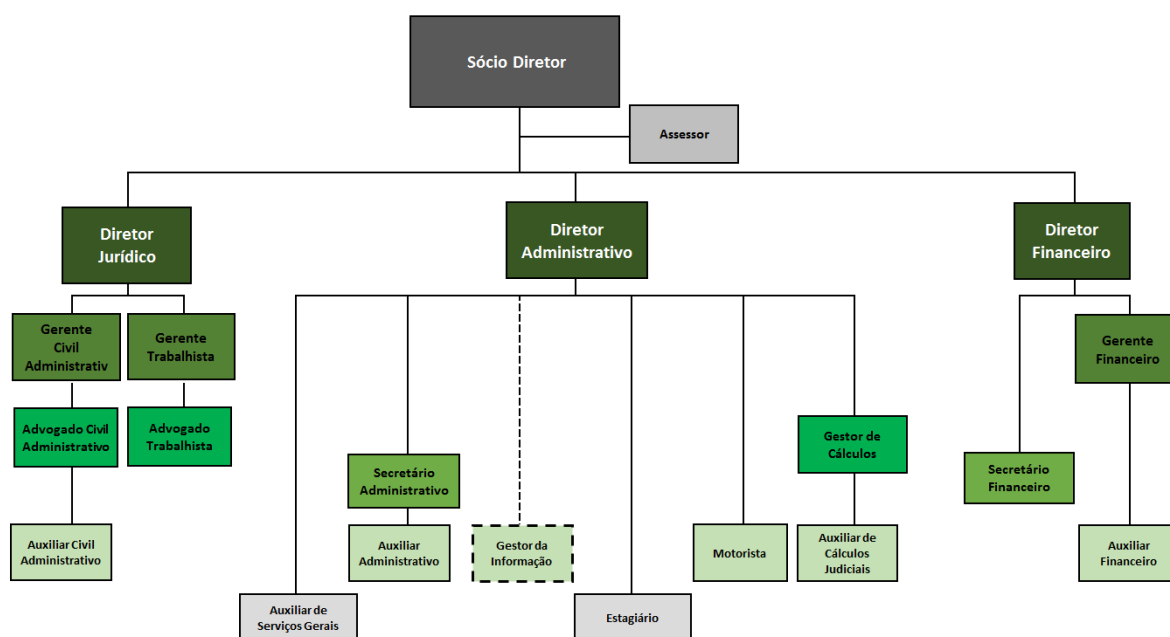 Sócio Diretor
Assessor
Diretor
Jurídico
Diretor
Administrativo
Diretor
Financeiro
Gerente
Civil
Administrativ
Gerente
Trabalhista
Gerente
Financeiro
Advogado Civil
Administrativo
Advogado
Trabalhista
Gestor de
Cálculos
Secretário
Administrativo
Secretário
Financeiro
Auxiliar Civil
Administrativo
Auxiliar
Administrativo
Gestor da
Informação
Motorista
Auxiliar de
Cálculos
Judiciais
Auxiliar
Financeiro
Auxiliar de
Serviços Gerais
Estagiário